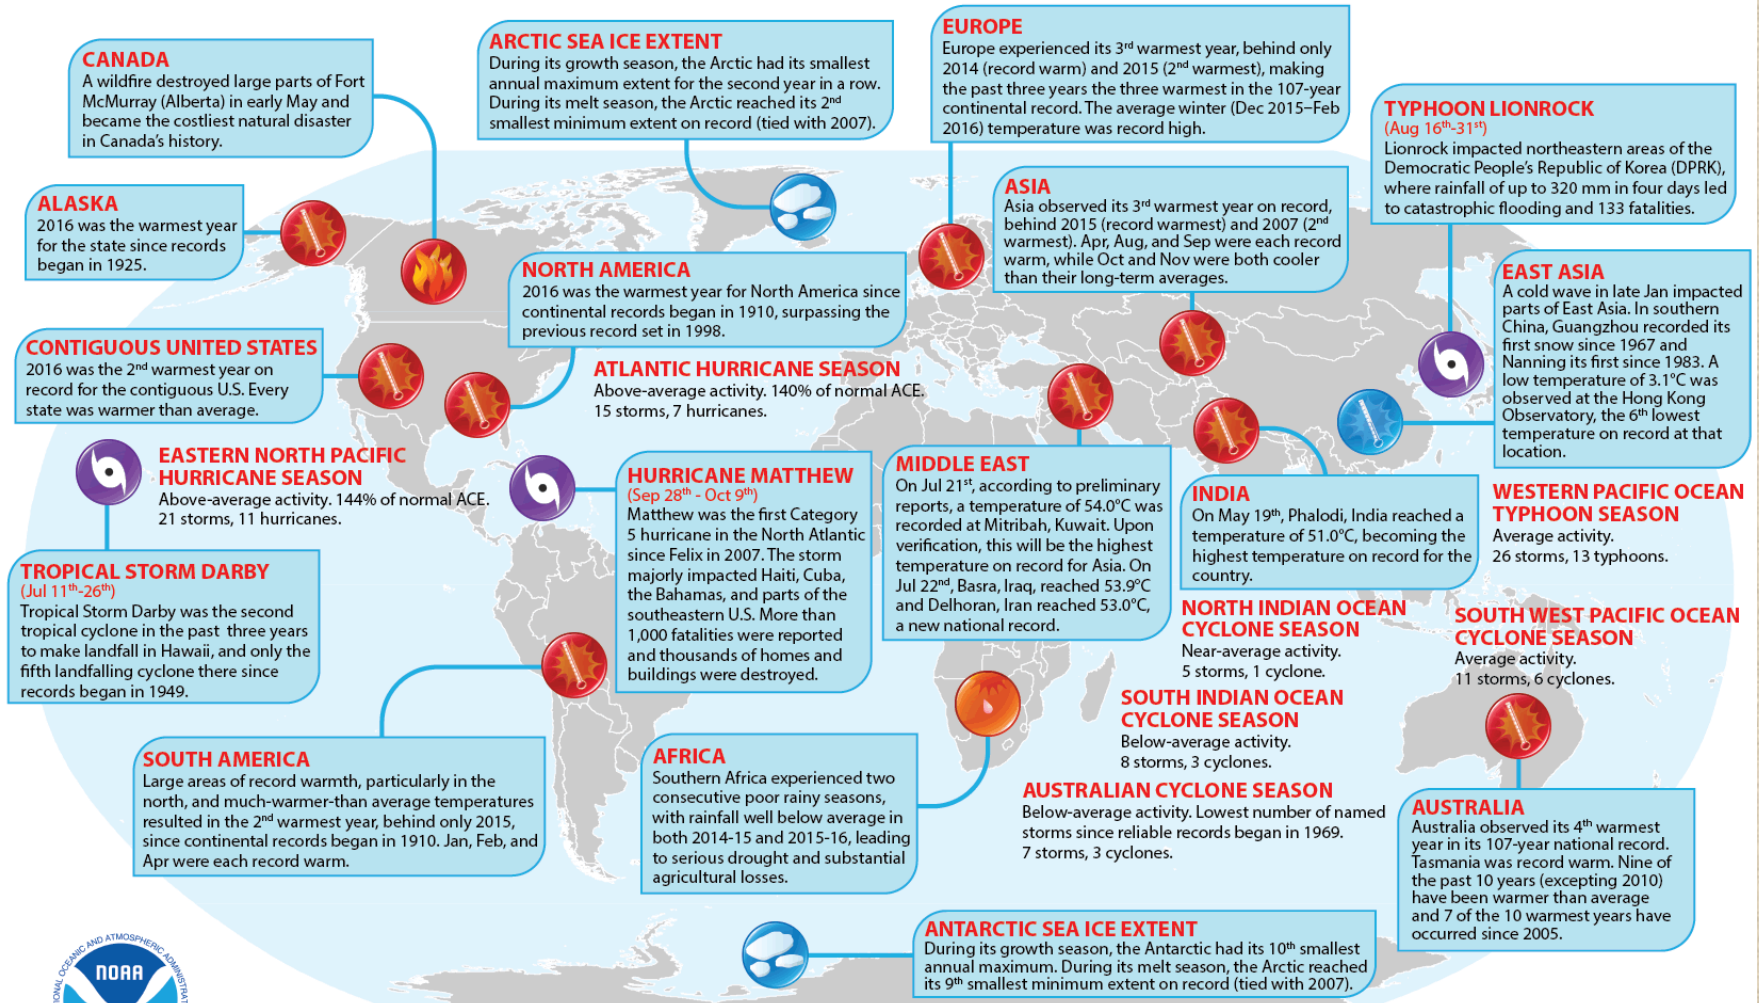 CANADA
A wildfire destroyed large parts of Fort
McMurray (Alberta) in early May and
became the costliest natural disaster
in Canada's history.
ARCTIC SEA ICE EXTENT
During its growth season, the Arctic had its smallest
annual maximum extent for the second year in a row.
During its melt season, the Arctic reached its 2nd
smallest minimum extent on record (tied with 2007).
EUROPE
Europe experienced its 3rd warmest year, behind only
2014 (record warm) and 2015 (2nd warmest), making
the past three years the three warmest in the 107-year
continental record. The average winter (Dec 2015–Feb
2016) temperature was record high.
TYPHOON LIONROCK
(Aug 16th-31st)
Lionrock impacted northeastern areas of the
Democratic People's Republic of Korea (DPRK),
where rainfall of up to 320 mm in four days led
to catastrophic flooding and 133 fatalities.
ALASKA
2016 was the warmest year
for the state since records
began in 1925.
ASIA
Asia observed its 3rd warmest year on record,
behind 2015 (record warmest) and 2007 (2nd
warmest). Apr, Aug, and Sep were each record
warm, while Oct and Nov were both cooler
than their long-term averages.
NORTH AMERICA
2016 was the warmest year for North America since
continental records began in 1910, surpassing the
previous record set in 1998.
EAST ASIA
A cold wave in late Jan impacted
parts of East Asia. In southern
China, Guangzhou recorded its
first snow since 1967 and
Nanning its first since 1983. A
low temperature of 3.1°C was
observed at the Hong Kong
Observatory, the 6th lowest
temperature on record at that
location.
CONTIGUOUS UNITED STATES
2016 was the 2nd warmest year on
record for the contiguous U.S. Every
state was warmer than average.
ATLANTIC HURRICANE SEASON
Above-average activity. 140% of normal ACE.
15 storms, 7 hurricanes.
EASTERN NORTH PACIFIC
HURRICANE SEASON
Above-average activity. 144% of normal ACE.
21 storms, 11 hurricanes.
HURRICANE MATTHEW
(Sep 28th - Oct 9th)
Matthew was the first Category
5 hurricane in the North Atlantic
since Felix in 2007. The storm
majorly impacted Haiti, Cuba,
the Bahamas, and parts of the
southeastern U.S. More than
1,000 fatalities were reported
and thousands of homes and
buildings were destroyed.
MIDDLE EAST
On Jul 21st, according to preliminary
reports, a temperature of 54.0°C was
recorded at Mitribah, Kuwait. Upon
verification, this will be the highest
temperature on record for Asia. On
Jul 22nd, Basra, Iraq, reached 53.9°C
and Delhoran, Iran reached 53.0°C,
a new national record.
INDIA
On May 19th, Phalodi, India reached a
temperature of 51.0°C, becoming the
highest temperature on record for the
country.
WESTERN PACIFIC OCEAN
TYPHOON SEASON
Average activity.
26 storms, 13 typhoons.
TROPICAL STORM DARBY
(Jul 11th-26th)
Tropical Storm Darby was the second
tropical cyclone in the past three years
to make landfall in Hawaii, and only the
fifth landfalling cyclone there since
records began in 1949.
NORTH INDIAN OCEAN
CYCLONE SEASON
Near-average activity.
5 storms, 1 cyclone.
SOUTH WEST PACIFIC OCEAN
CYCLONE SEASON
Average activity.
11 storms, 6 cyclones.
SOUTH INDIAN OCEAN
CYCLONE SEASON
Below-average activity.
8 storms, 3 cyclones.
SOUTH AMERICA
Large areas of record warmth, particularly in the
north, and much-warmer-than average temperatures
resulted in the 2nd warmest year, behind only 2015,
since continental records began in 1910. Jan, Feb, and
Apr were each record warm.
AFRICA
Southern Africa experienced two
consecutive poor rainy seasons,
with rainfall well below average in
both 2014-15 and 2015-16, leading
to serious drought and substantial
agricultural losses.
AUSTRALIAN CYCLONE SEASON
Below-average activity. Lowest number of named
storms since reliable records began in 1969.
7 storms, 3 cyclones.
AUSTRALIA
Australia observed its 4th warmest
year in its 107-year national record.
Tasmania was record warm. Nine of
the past 10 years (excepting 2010)
have been warmer than average
and 7 of the 10 warmest years have
occurred since 2005.
ANTARCTIC SEA ICE EXTENT
During its growth season, the Antarctic had its 10th smallest
annual maximum. During its melt season, the Arctic reached
its 9th smallest minimum extent on record (tied with 2007).
OCEANIC AND ATMOSPHERIC
NOAA